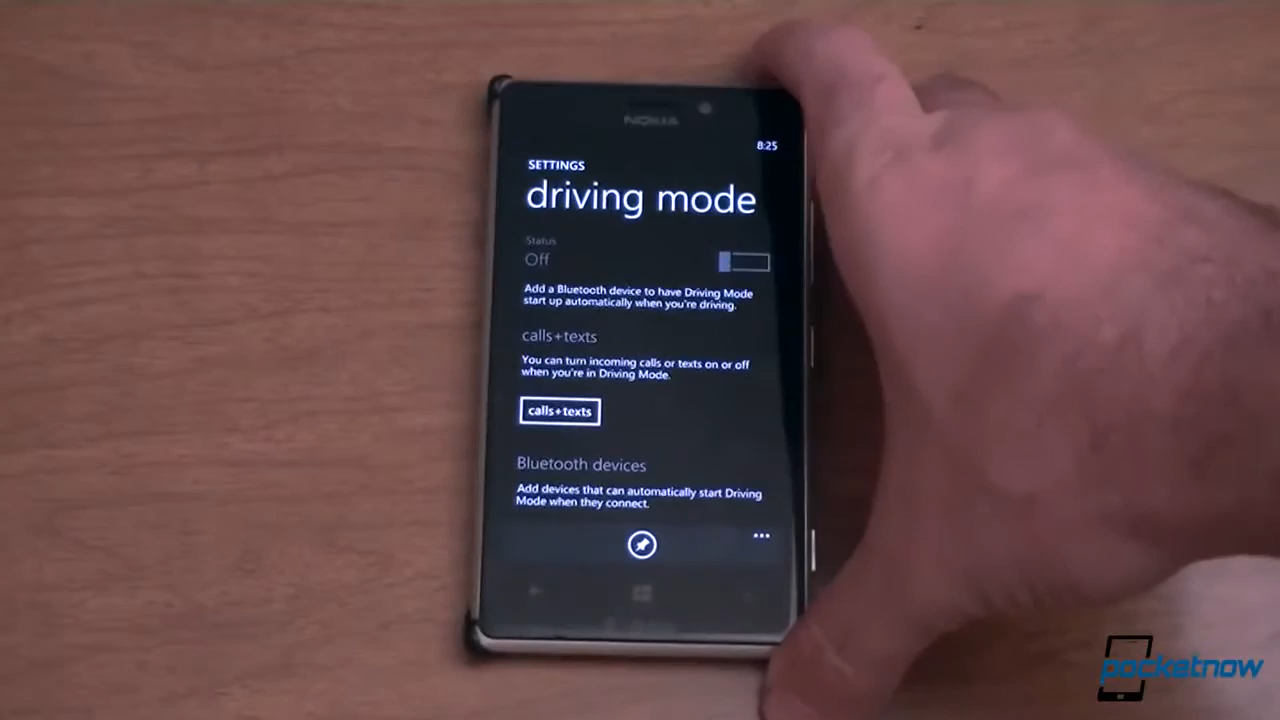 NOKIA
8:25
SETTINGS
driving mode
Status
Off
Add a Bluetooth device to have Driving Mode
start up automatically when you're driving.
calls+texts
You can turn incoming calls or texts on or off
when you're in Driving Mode.
calls+texts
Bluetooth devices
Add devices that can automatically start Driving
Mode when they connect.
pocketnow